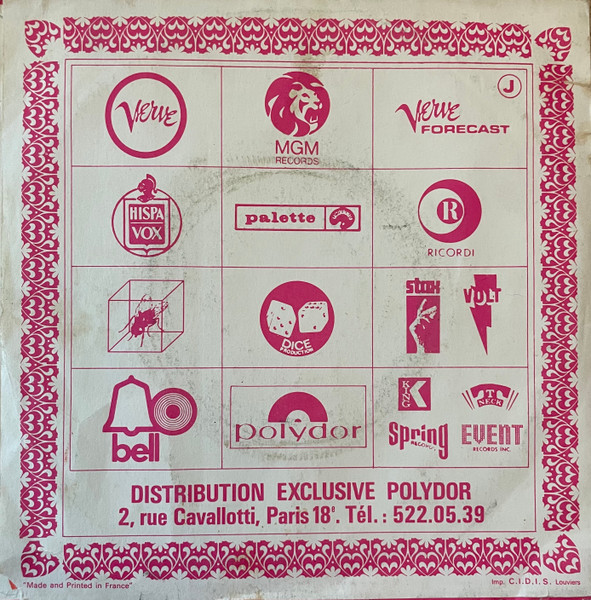 Verve
MGM
RECORDS
J
Verve
FORECAST
HISPA
VOX
palette
R
RICORDI
DICE
PRODUCTION
stax
VOLT
bell
polydor
KING
K
T
NECK
Spring
RECORDS
EVENT
RECORDS INC.
DISTRIBUTION EXCLUSIVE POLYDOR
2, rue Cavallotti, Paris 18e. Tél.: 522.05.39
"Made and Printed in France"
Imp. C.I.D.I.S. Louviers